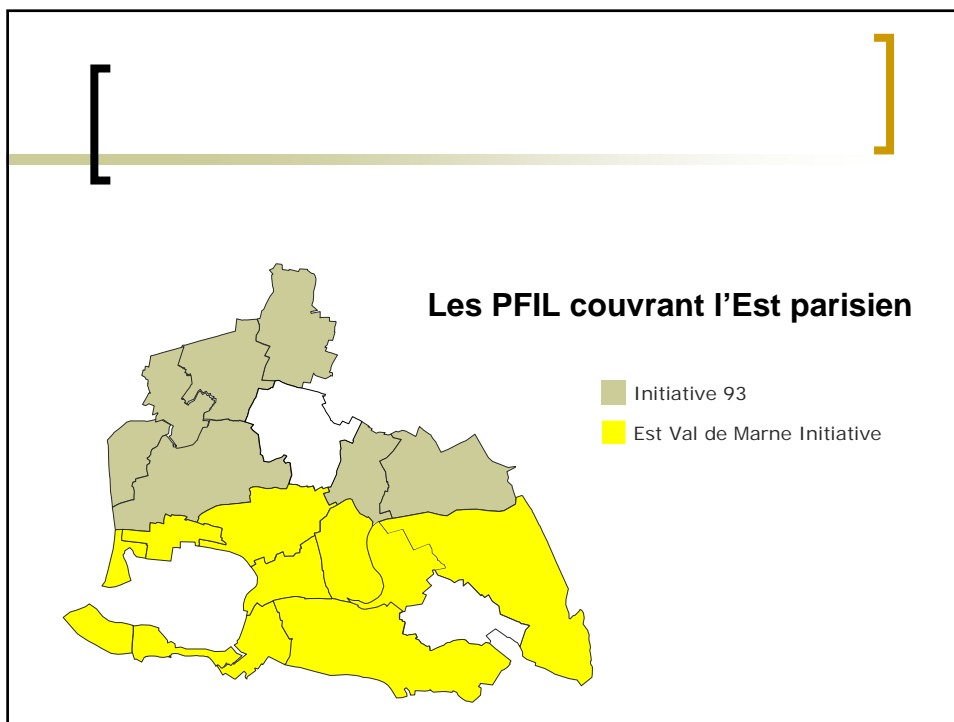 Les PFIL couvrant l’Est parisien
Initiative 93
Est Val de Marne Initiative